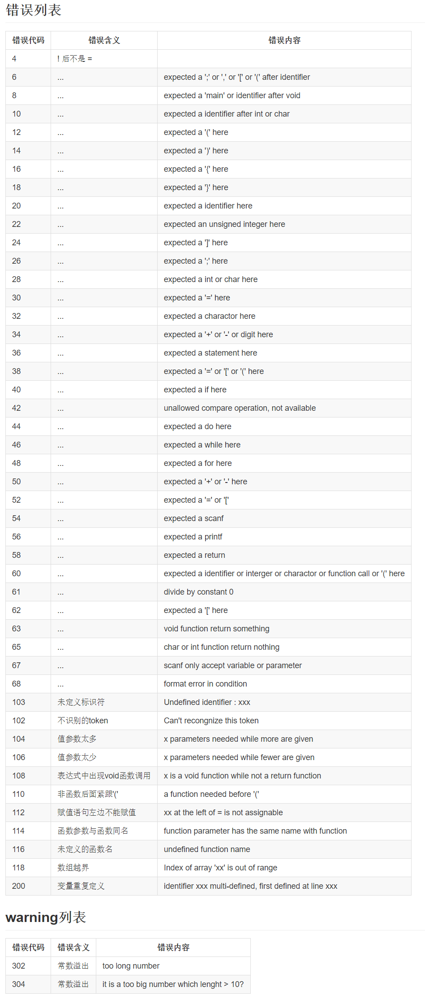 错误列表
错误代码 错误含义 错误内容
4 ! 后不是 =
6 ... expected a ';' or ',' or '[' or '(' after identifier
8 ... expected a 'main' or identifier after void
10 ... expected a identifier after int or char
12 ... expected a '(' here
14 ... expected a ')' here
16 ... expected a '{' here
18 ... expected a '}' here
20 ... expected a identifier here
22 ... expected an unsigned integer here
24 ... expected a ']' here
26 ... expected a ';' here
28 ... expected a int or char here
30 ... expected a '=' here
32 ... expected a charactor here
34 ... expected a '+' or '-' or digit here
36 ... expected a statement here
38 ... expected a '=' or '[' or '(' here
40 ... expected a if here
42 ... unallowed compare operation, not available
44 ... expected a do here
46 ... expected a while here
48 ... expected a for here
50 ... expected a '+' or '-' here
52 ... expected a '=' or '['
54 ... expected a scanf
56 ... expected a printf
58 ... expected a return
60 ... expected a identifier or interger or charactor or function call or '(' here
61 ... divide by constant 0
62 ... expected a '[' here
63 ... void function return something
65 ... char or int function return nothing
67 ... scanf only accept variable or parameter
68 ... format error in condition
103 未定义标识符 Undefined identifier : xxx
102 不识别的token Can't recongnize this token
104 值参数太多 x parameters needed while more are given
106 值参数太少 x parameters needed while fewer are given
108 表达式中出现void函数调用 x is a void function while not a return function
110 非函数后面紧跟'(' a function needed before '('
112 赋值语句左边不能赋值 xx at the left of = is not assignable
114 函数参数与函数同名 function parameter has the same name with function
116 未定义的函数名 undefined function name
118 数组越界 Index of array 'xx' is out of range
200 变量重复定义 identifier xxx multi-defined, first defined at line xxx
warning列表
错误代码 错误含义 错误内容
302 常数溢出 too long number
304 常数溢出 it is a too big number which lenght > 10?